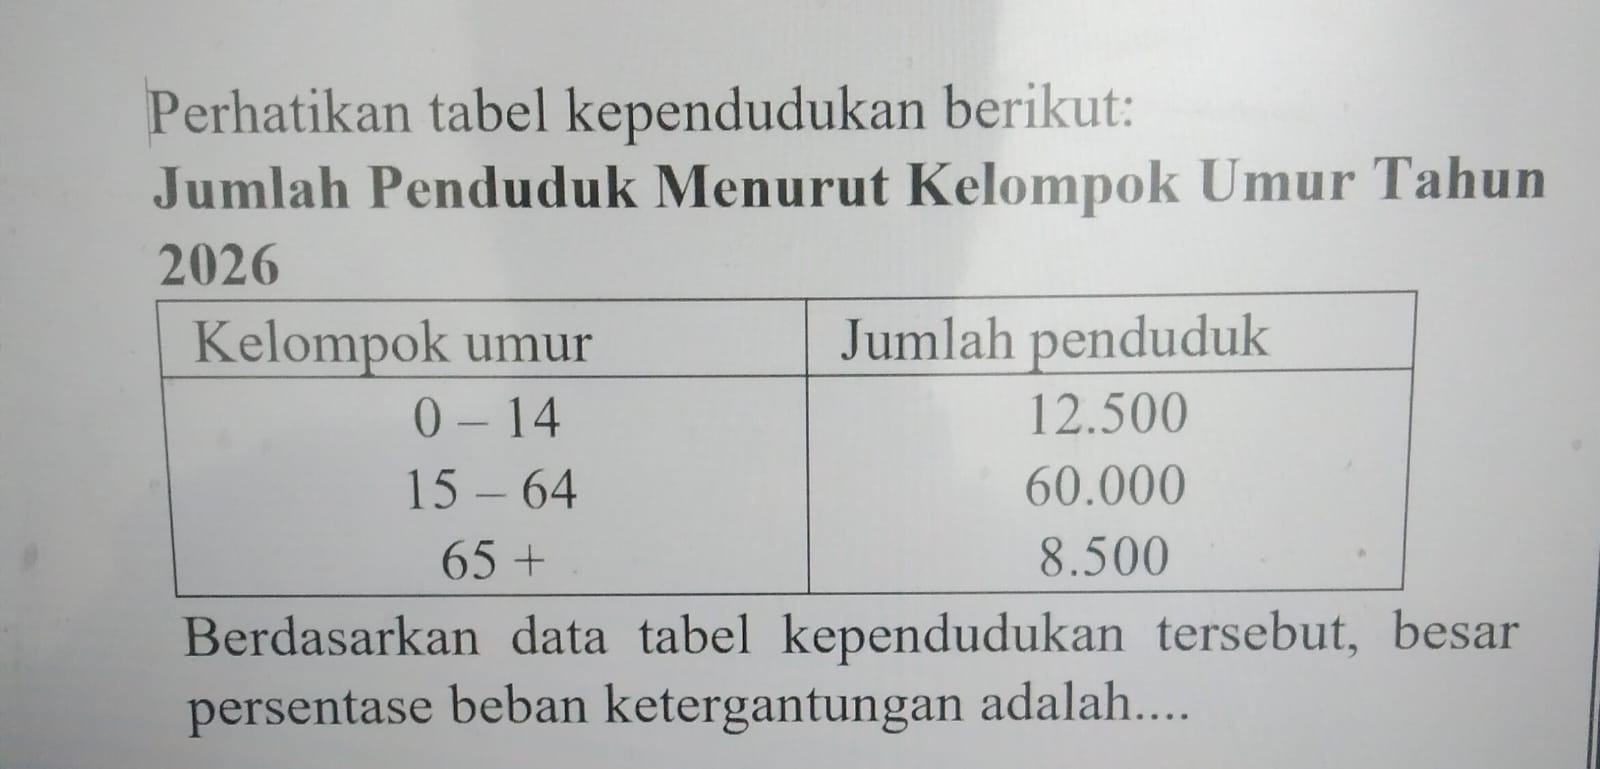 Perhatikan tabel kependudukan berikut:
Jumlah Penduduk Menurut Kelompok Umur Tahun
2026
Kelompok umur Jumlah penduduk
0 – 14 12.500
15 – 64 60.000
65 + 8.500
Berdasarkan data tabel kependudukan tersebut, besar
persentase beban ketergantungan adalah....